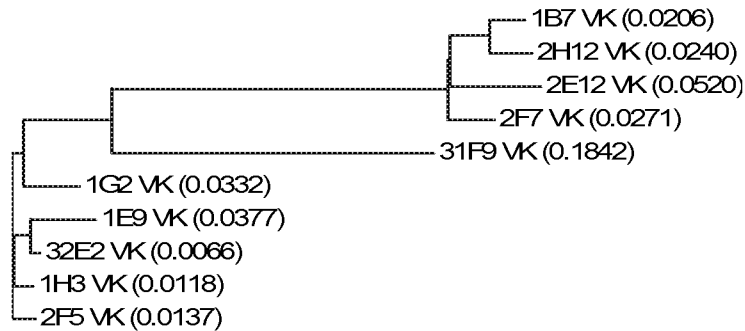 1B7 VK (0.0206)
2H12 VK (0.0240)
2E12 VK (0.0520)
2F7 VK (0.0271)
31F9 VK (0.1842)
1G2 VK (0.0332)
1E9 VK (0.0377)
32E2 VK (0.0066)
1H3 VK (0.0118)
2F5 VK (0.0137)